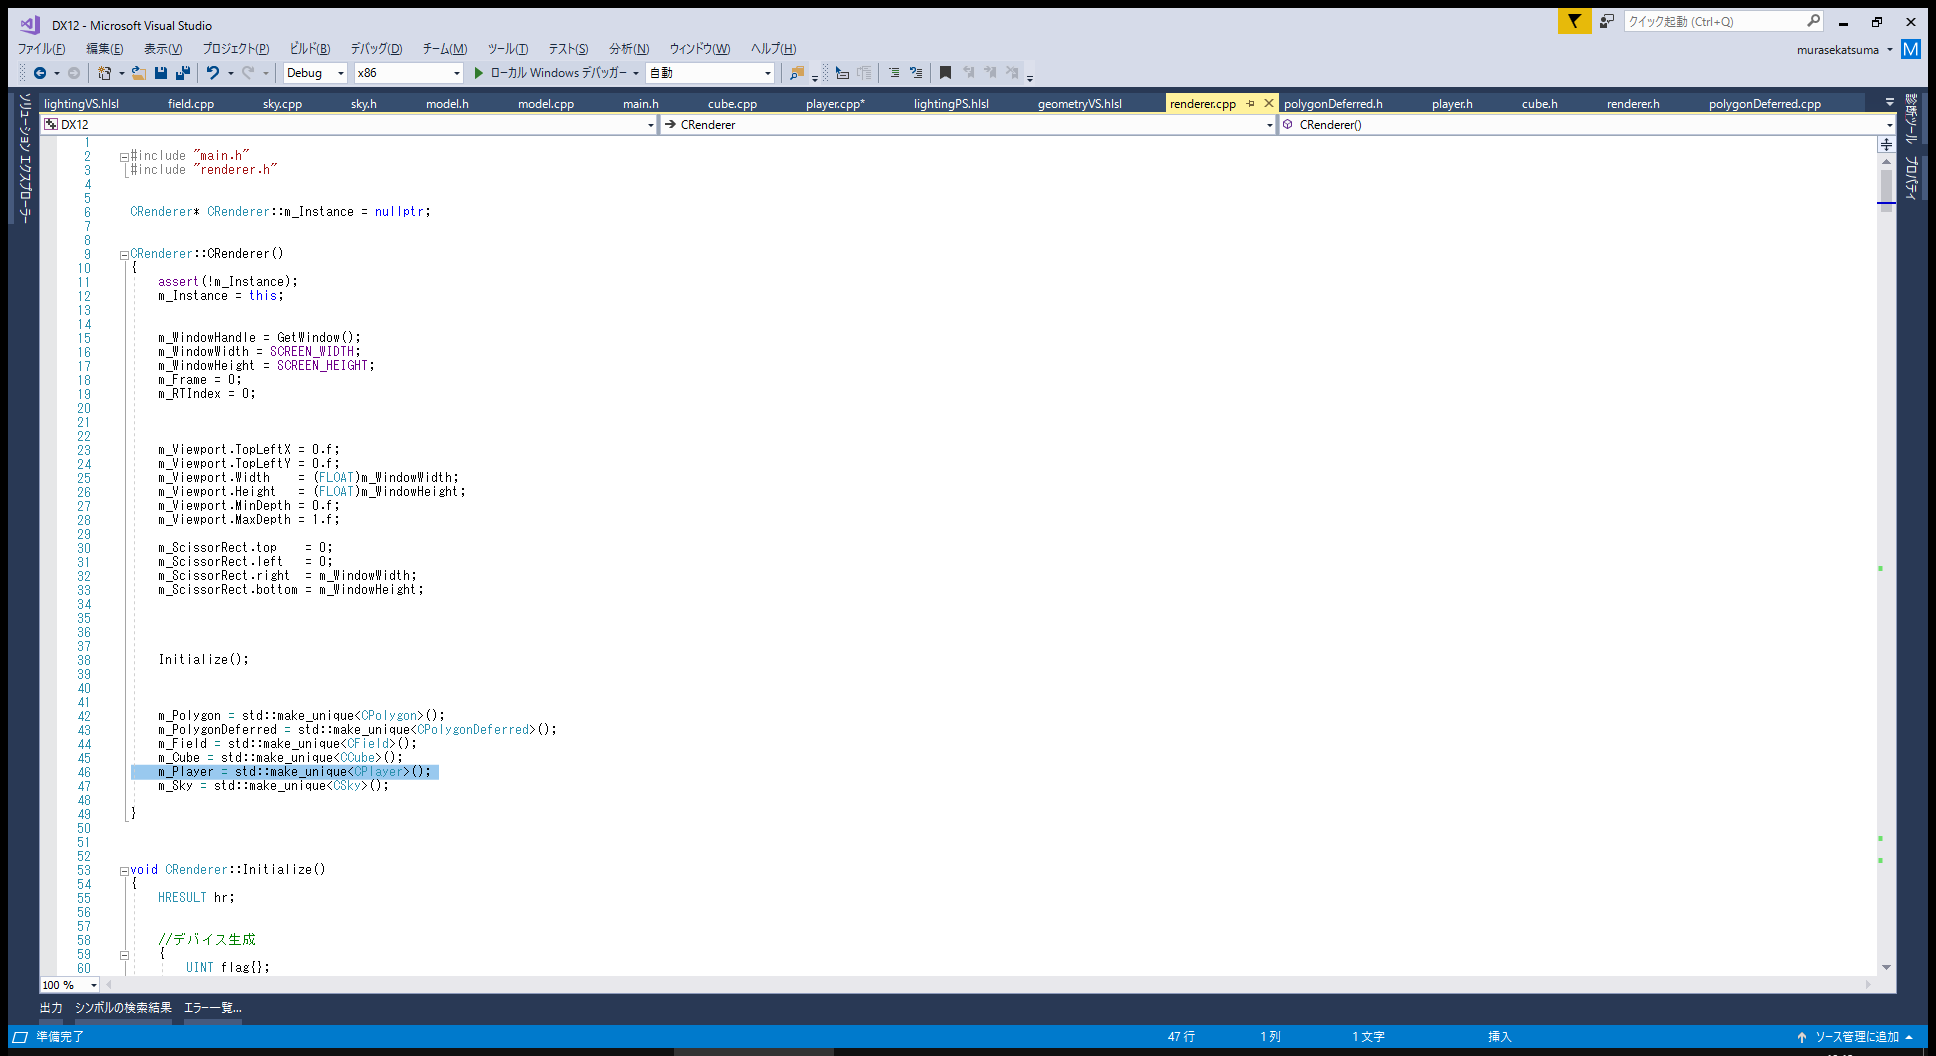 DX12 - Microsoft Visual Studio
クイック起動 (Ctrl+Q)
ファイル(F) 編集(E) 表示(V) プロジェクト(P) ビルド(B) デバッグ(D) チーム(M) ツール(T) テスト(S) 分析(N) ウィンドウ(W) ヘルプ(H)
murasekatsuma M
Debug x86 ローカル Windows デバッガー 自動
lightingVS.hlsl field.cpp sky.cpp sky.h model.h model.cpp main.h cube.cpp player.cpp* lightingPS.hlsl geometryVS.hlsl renderer.cpp polygonDeferred.h player.h cube.h renderer.h polygonDeferred.cpp
ソリューション エクスプローラー
診断ツール
プロパティ
DX12 CRenderer CRenderer()
1
2 #include "main.h"
3 #include "renderer.h"
4
5
6 CRenderer* CRenderer::m_Instance = nullptr;
7
8
9 CRenderer::CRenderer()
10 {
11 assert(!m_Instance);
12 m_Instance = this;
13
14
15 m_WindowHandle = GetWindow();
16 m_WindowWidth = SCREEN_WIDTH;
17 m_WindowHeight = SCREEN_HEIGHT;
18 m_Frame = 0;
19 m_RTIndex = 0;
20
21
22
23 m_Viewport.TopLeftX = 0.f;
24 m_Viewport.TopLeftY = 0.f;
25 m_Viewport.Width = (FLOAT)m_WindowWidth;
26 m_Viewport.Height = (FLOAT)m_WindowHeight;
27 m_Viewport.MinDepth = 0.f;
28 m_Viewport.MaxDepth = 1.f;
29
30 m_ScissorRect.top = 0;
31 m_ScissorRect.left = 0;
32 m_ScissorRect.right = m_WindowWidth;
33 m_ScissorRect.bottom = m_WindowHeight;
34
35
36
37
38 Initialize();
39
40
41
42 m_Polygon = std::make_unique<CPolygon>();
43 m_PolygonDeferred = std::make_unique<CPolygonDeferred>();
44 m_Field = std::make_unique<CField>();
45 m_Cube = std::make_unique<CCube>();
46 m_Player = std::make_unique<CPlayer>();
47 m_Sky = std::make_unique<CSky>();
48
49 }
50
51
52
53 void CRenderer::Initialize()
54 {
55 HRESULT hr;
56
57
58 //デバイス生成
59 {
60 UINT flag{};
100 %
出力 シンボルの検索結果 エラー一覧...
準備完了 47 行 1 列 1 文字 挿入 ソース管理に追加